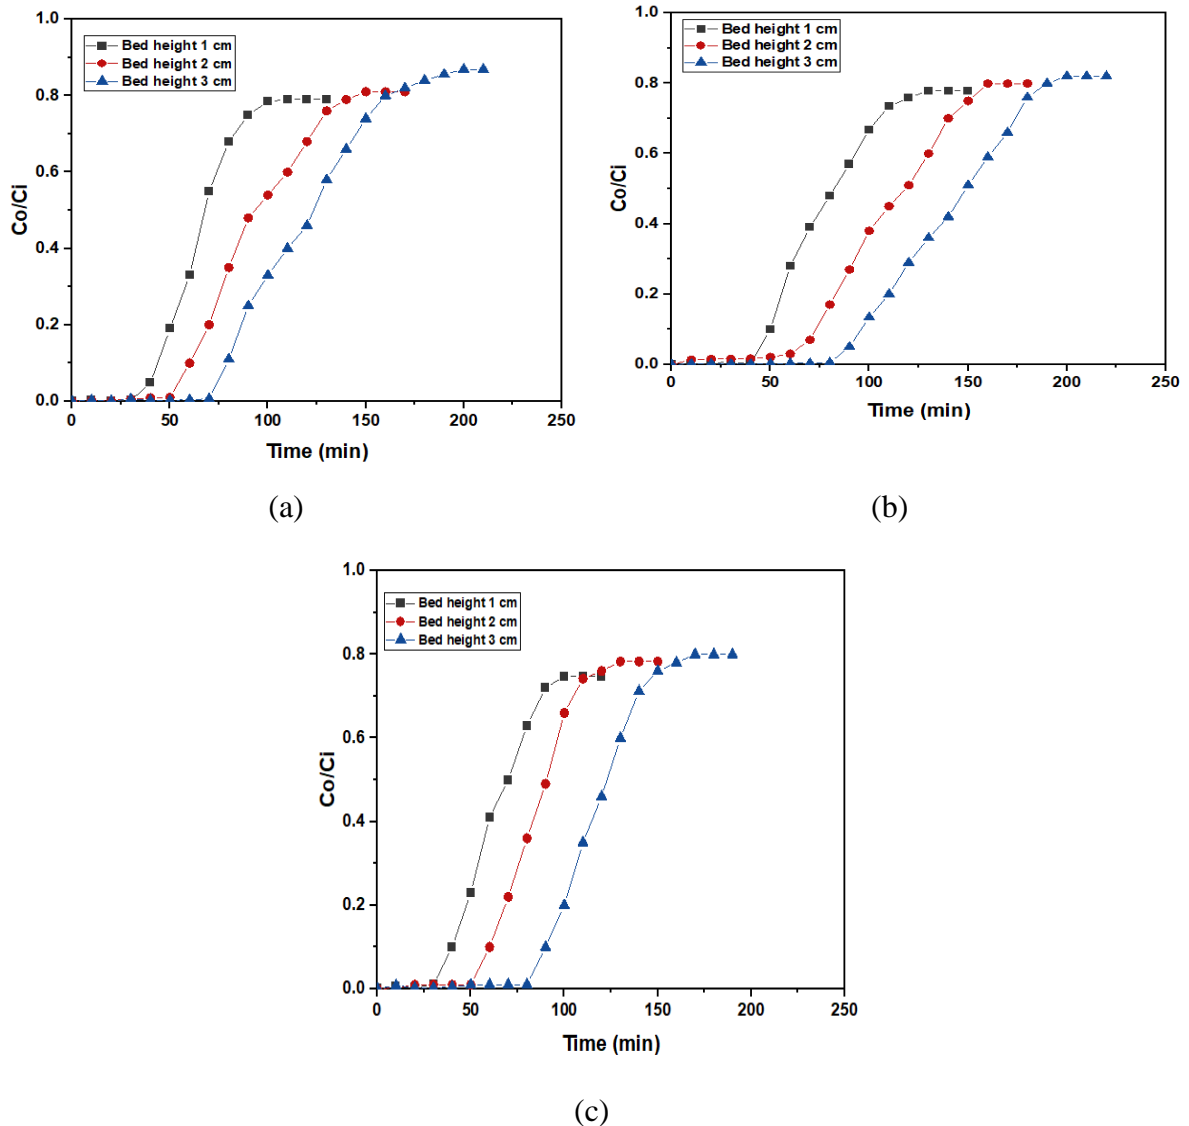 1.0
0.8
0.6
0.4
0.2
0.0
Co/Ci
Bed height 1 cm
Bed height 2 cm
Bed height 3 cm
0 50 100 150 200 250
Time (min)
(a)
1.0
0.8
0.6
0.4
0.2
0.0
Co/Ci
Bed height 1 cm
Bed height 2 cm
Bed height 3 cm
0 50 100 150 200 250
Time (min)
(b)
1.0
0.8
0.6
0.4
0.2
0.0
Co/Ci
Bed height 1 cm
Bed height 2 cm
Bed height 3 cm
0 50 100 150 200 250
Time (min)
(c)